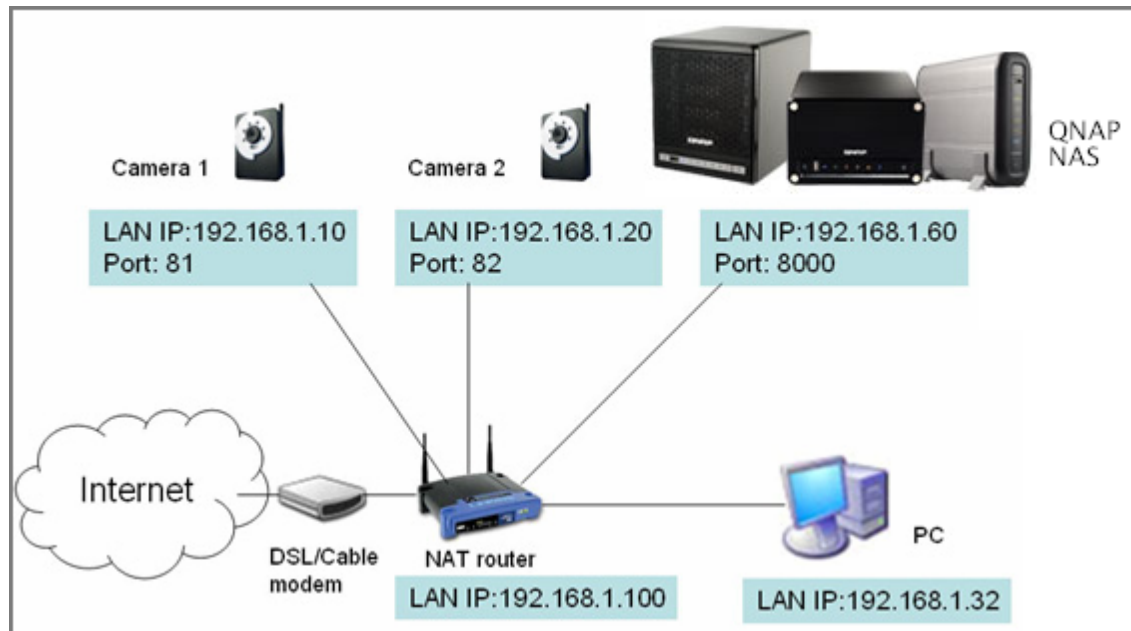 Camera 1
Camera 2
QNAP
NAS
LAN IP:192.168.1.10
Port: 81
LAN IP:192.168.1.20
Port: 82
LAN IP:192.168.1.60
Port: 8000
Internet
DSL/Cable
modem
NAT router
PC
LAN IP:192.168.1.100
LAN IP:192.168.1.32